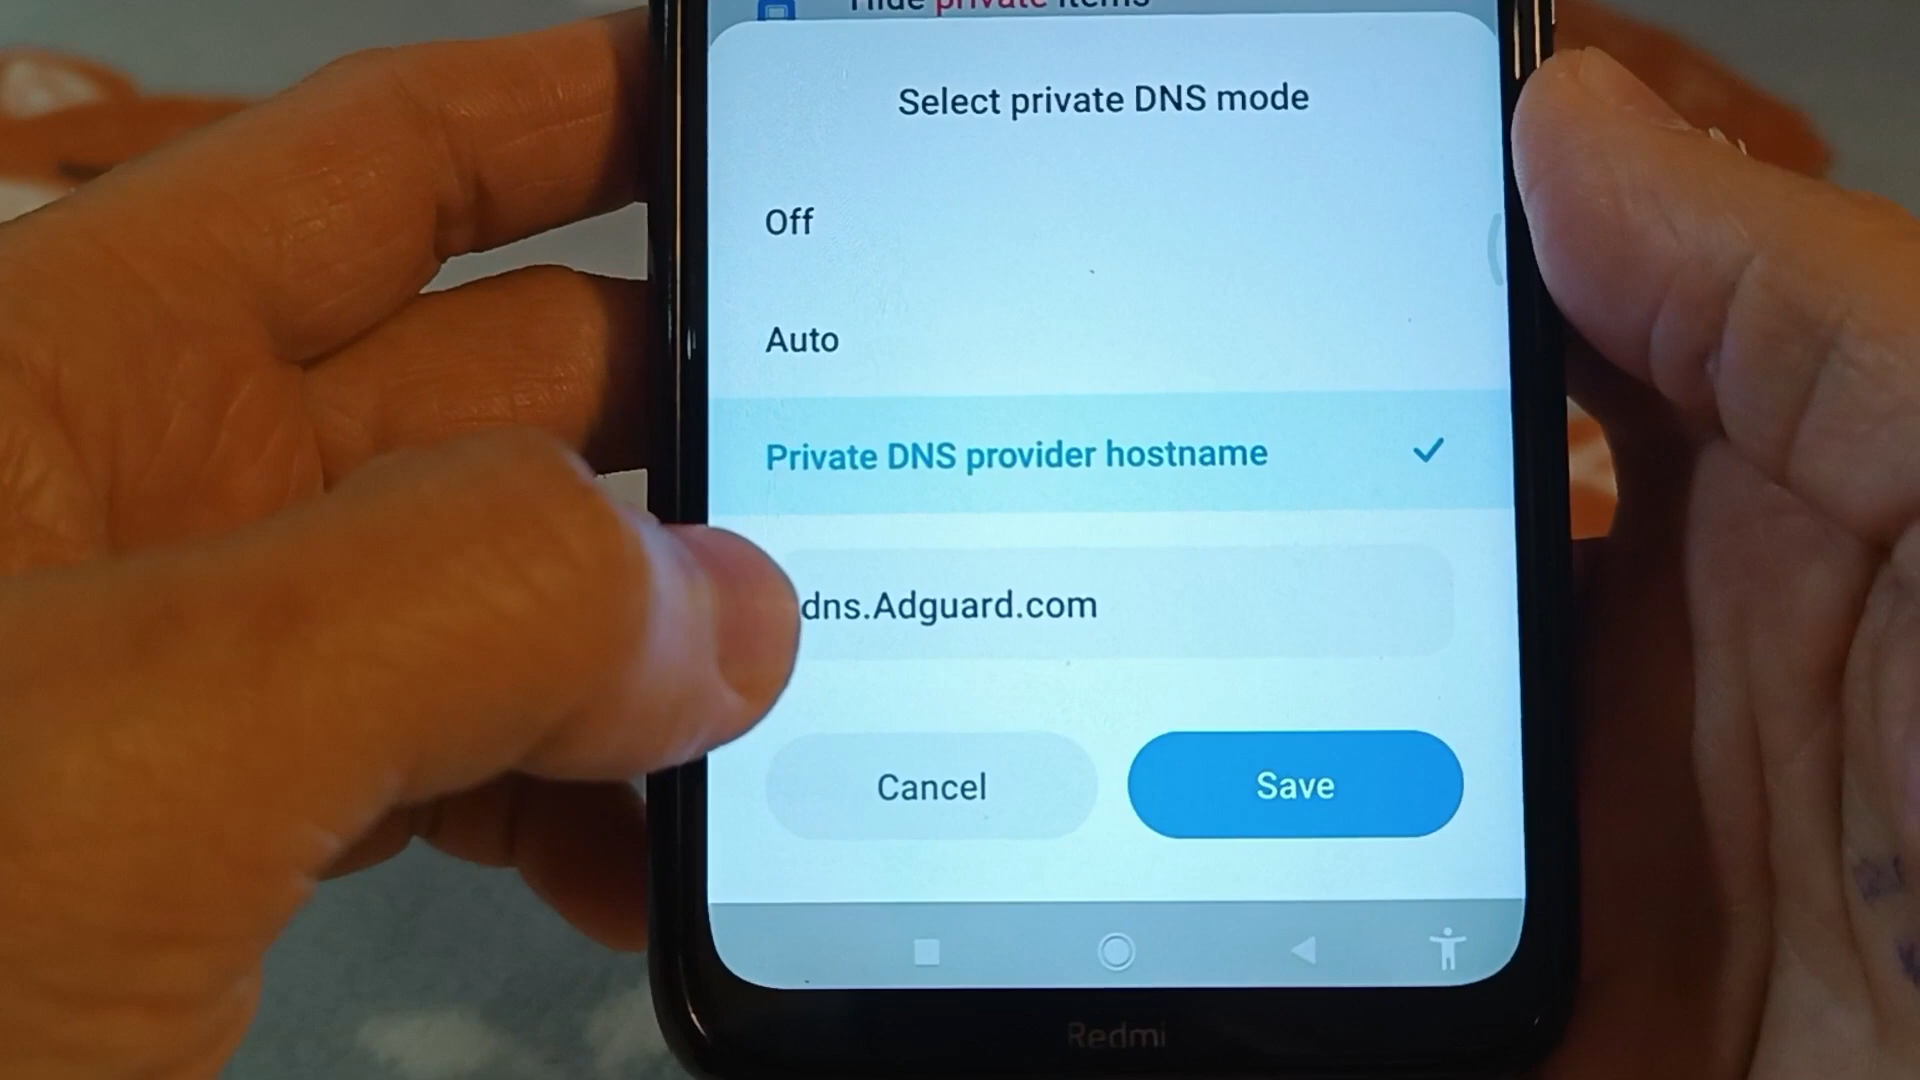 Hide private items
Select private DNS mode
Off
Auto
Private DNS provider hostname
dns.Adguard.com
Cancel
Save
Redmi